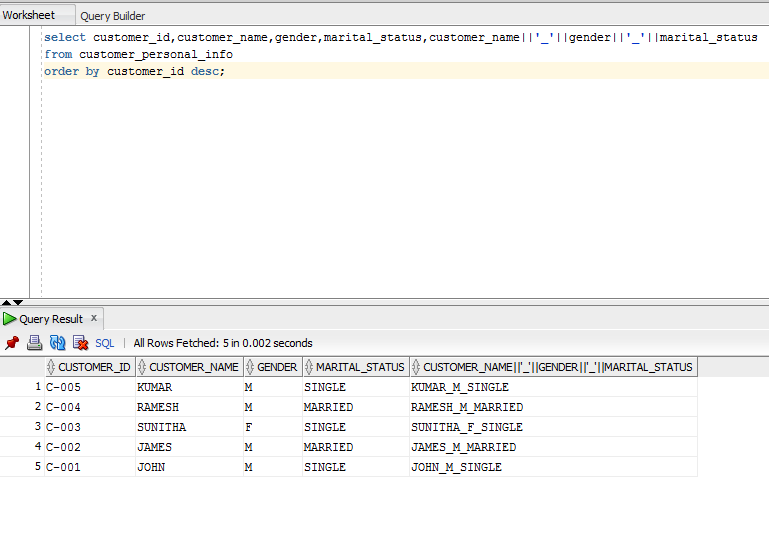 Worksheet Query Builder
select customer_id,customer_name,gender,marital_status,customer_name||'_'||gender||'_'||marital_status
from customer_personal_info
order by customer_id desc;
Query Result x
SQL | All Rows Fetched: 5 in 0.002 seconds
CUSTOMER_ID CUSTOMER_NAME GENDER MARITAL_STATUS CUSTOMER_NAME||'_'||GENDER||'_'||MARITAL_STATUS
1 C-005 KUMAR M SINGLE KUMAR_M_SINGLE
2 C-004 RAMESH M MARRIED RAMESH_M_MARRIED
3 C-003 SUNITHA F SINGLE SUNITHA_F_SINGLE
4 C-002 JAMES M MARRIED JAMES_M_MARRIED
5 C-001 JOHN M SINGLE JOHN_M_SINGLE